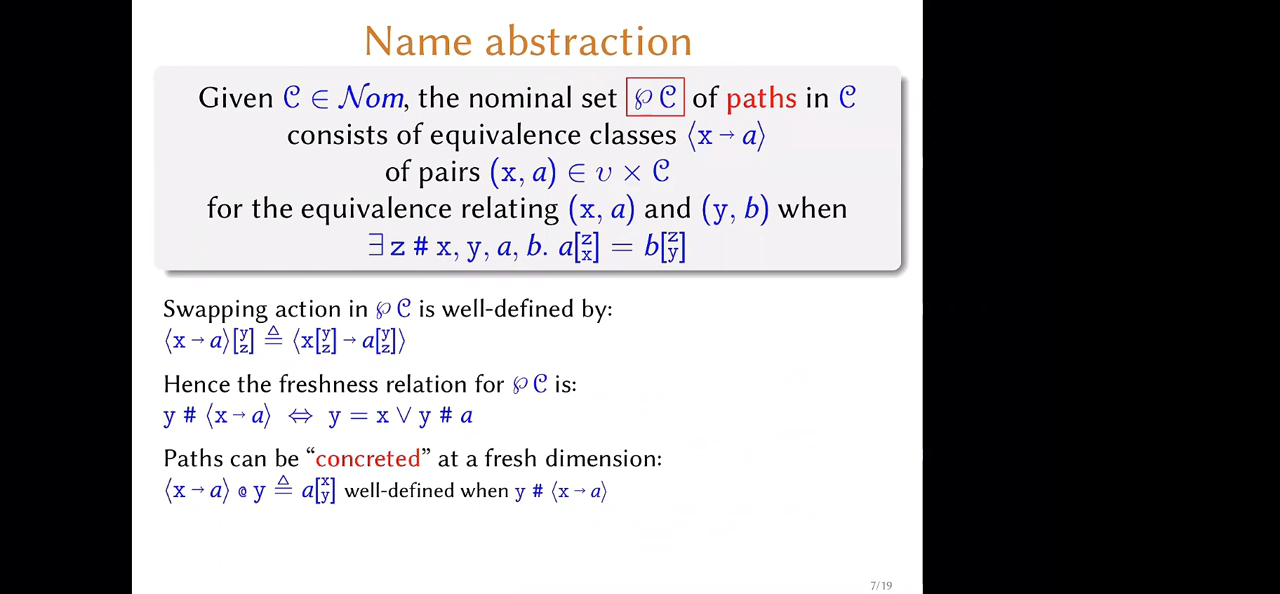 Name abstraction
Given 𝒞 ∈ 𝒩om, the nominal set ℘ 𝒞 of paths in 𝒞
consists of equivalence classes ⟨x → a⟩
of pairs (x, a) ∈ υ × 𝒞
for the equivalence relating (x, a) and (y, b) when
∃ z # x, y, a, b. a[z x] = b[z y]
Swapping action in ℘ 𝒞 is well-defined by:
⟨x → a⟩[y z] ≜ ⟨x[y z] → a[y z]⟩
Hence the freshness relation for ℘ 𝒞 is:
y # ⟨x → a⟩ ⇔ y = x ∨ y # a
Paths can be “concreted” at a fresh dimension:
⟨x → a⟩ @ y ≜ a[x y] well-defined when y # ⟨x → a⟩
7/19